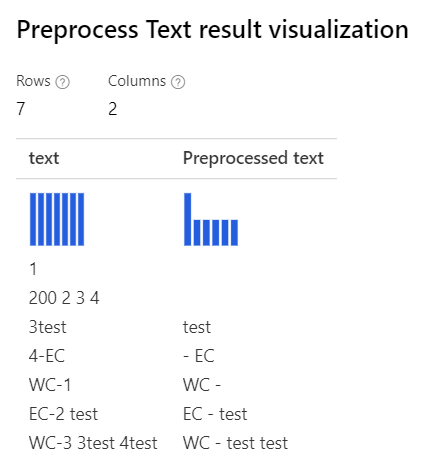 Preprocess Text result visualization
Rows ? Columns ?
7 2
text Preprocessed text
1
200 2 3 4
3test test
4-EC - EC
WC-1 WC -
EC-2 test EC - test
WC-3 3test 4test WC - test test